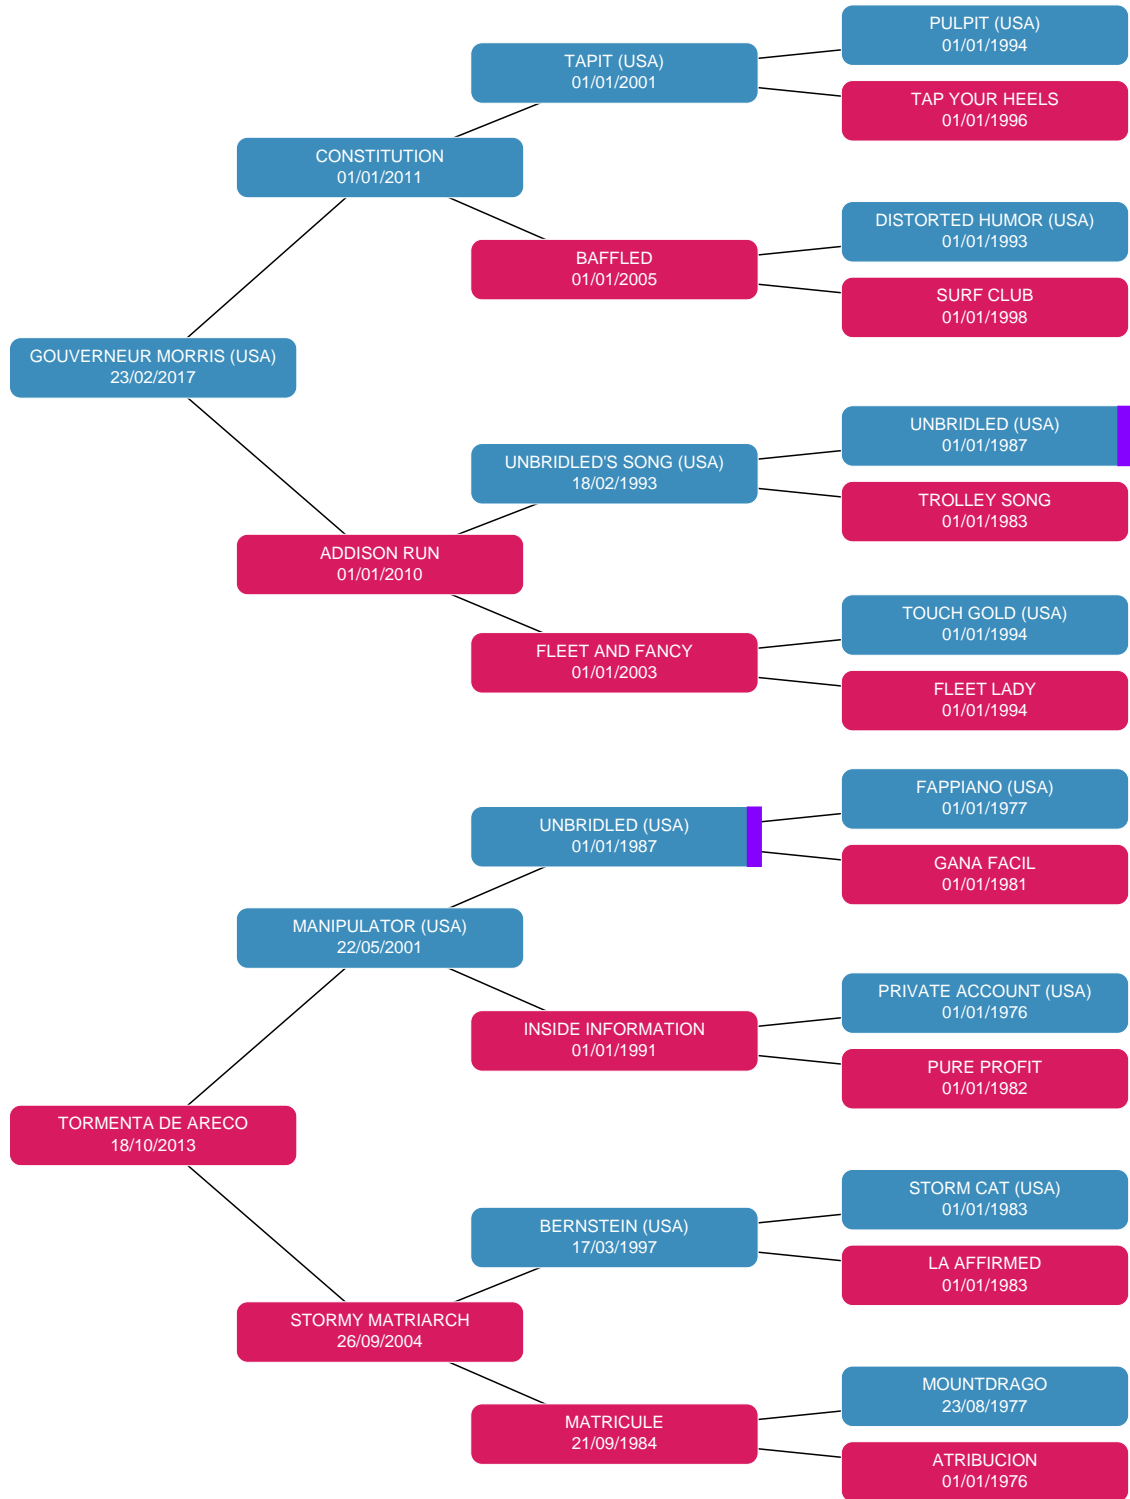 PULPIT (USA)
01/01/1994
TAPIT (USA)
01/01/2001
TAP YOUR HEELS
01/01/1996
CONSTITUTION
01/01/2011
DISTORTED HUMOR (USA)
01/01/1993
BAFFLED
01/01/2005
SURF CLUB
01/01/1998
GOUVERNEUR MORRIS (USA)
23/02/2017
UNBRIDLED (USA)
01/01/1987
UNBRIDLED'S SONG (USA)
18/02/1993
TROLLEY SONG
01/01/1983
ADDISON RUN
01/01/2010
TOUCH GOLD (USA)
01/01/1994
FLEET AND FANCY
01/01/2003
FLEET LADY
01/01/1994
FAPPIANO (USA)
01/01/1977
UNBRIDLED (USA)
01/01/1987
GANA FACIL
01/01/1981
MANIPULATOR (USA)
22/05/2001
PRIVATE ACCOUNT (USA)
01/01/1976
INSIDE INFORMATION
01/01/1991
PURE PROFIT
01/01/1982
TORMENTA DE ARECO
18/10/2013
STORM CAT (USA)
01/01/1983
BERNSTEIN (USA)
17/03/1997
LA AFFIRMED
01/01/1983
STORMY MATRIARCH
26/09/2004
MOUNTDRAGO
23/08/1977
MATRICULE
21/09/1984
ATRIBUCION
01/01/1976